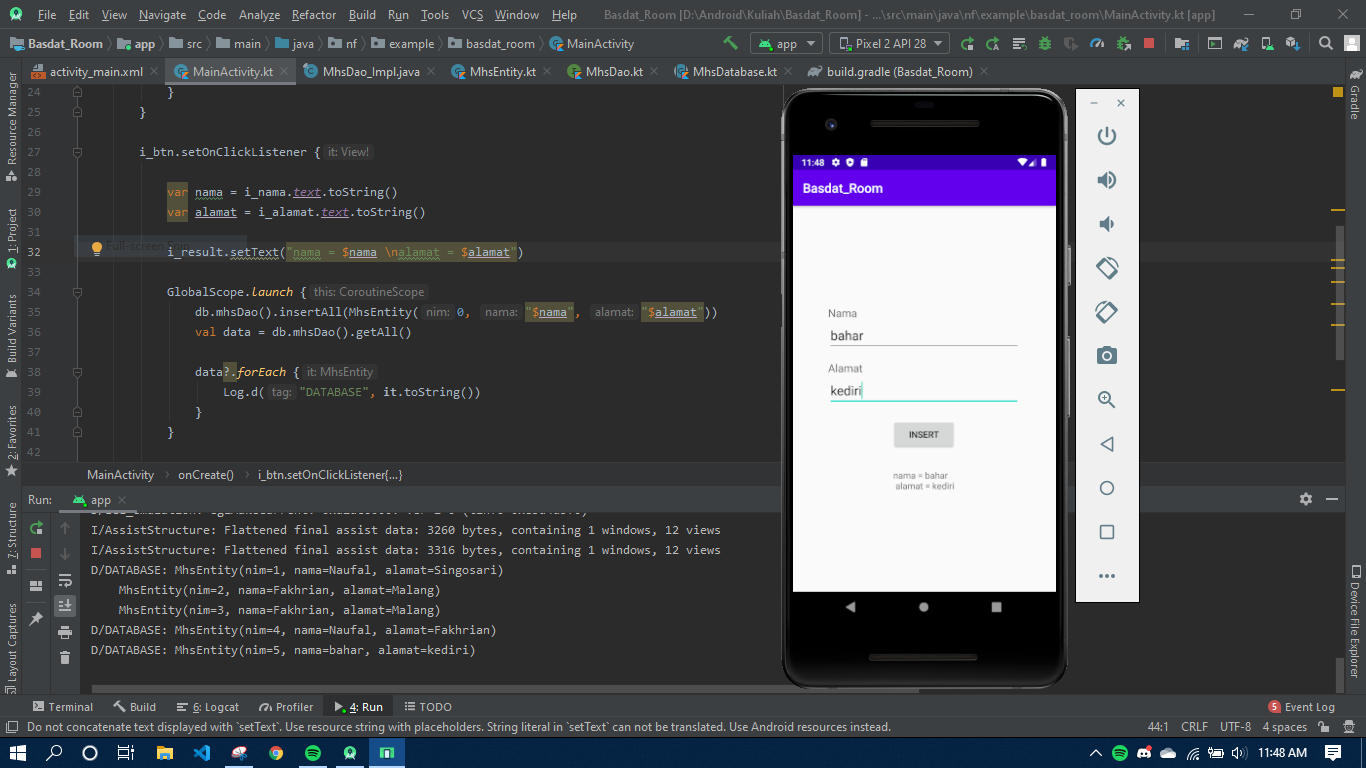 File Edit View Navigate Code Analyze Refactor Build Run Tools VCS Window Help Basdat_Room [D:\Android\Kuliah\Basdat_Room] - ...\src\main\java\nf\example\basdat_room\MainActivity.kt [app]
Basdat_Room app src main java nf example basdat_room MainActivity app Pixel 2 API 28
activity_main.xml MainActivity.kt MhsDao_Impl.java MhsEntity.kt MhsDao.kt MhsDatabase.kt build.gradle (Basdat_Room)
Resource Manager
1: Project
Build Variants
2: Favorites
7: Structure
Layout Captures
24 }
25 }
26
27 i_btn.setOnClickListener { it: View!
28
29 var nama = i_nama.text.toString()
30 var alamat = i_alamat.text.toString()
31
Full-screen Snip
32 i_result.setText("nama = $nama \nalamat = $alamat")
33
34 GlobalScope.launch { this: CoroutineScope
35 db.mhsDao().insertAll(MhsEntity( nim: 0, nama: "$nama", alamat: "$alamat"))
36 val data = db.mhsDao().getAll()
37
38 data?.forEach { it: MhsEntity
39 Log.d( tag: "DATABASE", it.toString())
40 }
41 }
42
MainActivity onCreate() i_btn.setOnClickListener{...}
11:48
Basdat_Room
Nama
bahar
Alamat
kediri
INSERT
nama = bahar
alamat = kediri
Gradle
Device File Explorer
Run: app
I/AssistStructure: Flattened final assist data: 3260 bytes, containing 1 windows, 12 views
I/AssistStructure: Flattened final assist data: 3316 bytes, containing 1 windows, 12 views
D/DATABASE: MhsEntity(nim=1, nama=Naufal, alamat=Singosari)
MhsEntity(nim=2, nama=Fakhrian, alamat=Malang)
MhsEntity(nim=3, nama=Fakhrian, alamat=Malang)
D/DATABASE: MhsEntity(nim=4, nama=Naufal, alamat=Fakhrian)
D/DATABASE: MhsEntity(nim=5, nama=bahar, alamat=kediri)
Terminal Build 6: Logcat Profiler 4: Run TODO 5 Event Log
Do not concatenate text displayed with `setText`. Use resource string with placeholders. String literal in `setText` can not be translated. Use Android resources instead. 44:1 CRLF UTF-8 4 spaces
11:48 AM